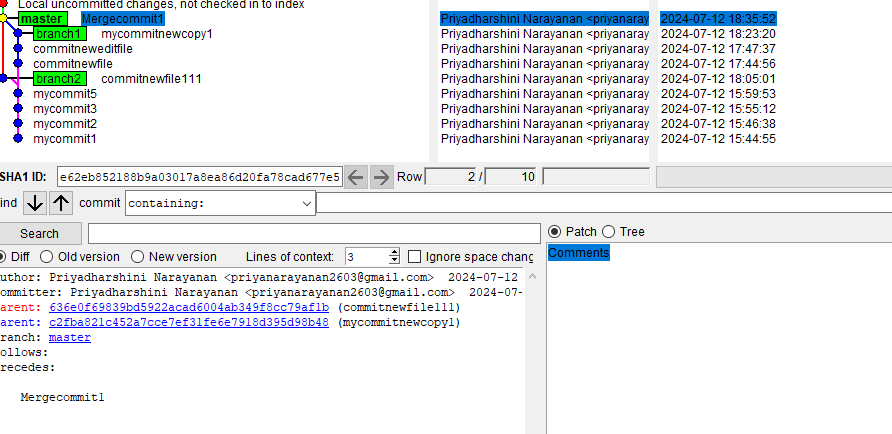 Local uncommitted changes, not checked in to index
master Mergecommit1 Priyadharshini Narayanan <priyanaray 2024-07-12 18:35:52
branch1 mycommitnewcopy1 Priyadharshini Narayanan <priyanaray 2024-07-12 18:23:20
commitneweditfile Priyadharshini Narayanan <priyanaray 2024-07-12 17:47:37
commitnewfile Priyadharshini Narayanan <priyanaray 2024-07-12 17:44:56
branch2 commitnewfile111 Priyadharshini Narayanan <priyanaray 2024-07-12 18:05:01
mycommit5 Priyadharshini Narayanan <priyanaray 2024-07-12 15:59:53
mycommit3 Priyadharshini Narayanan <priyanaray 2024-07-12 15:55:12
mycommit2 Priyadharshini Narayanan <priyanaray 2024-07-12 15:46:38
mycommit1 Priyadharshini Narayanan <priyanaray 2024-07-12 15:44:55
SHA1 ID: e62eb852188b9a03017a8ea86d20fa78cad677e5 Row 2 / 10
ind commit containing:
Search
Patch Tree
Diff Old version New version Lines of context: 3 Ignore space chang
Comments
uthor: Priyadharshini Narayanan <priyanarayanan2603@gmail.com> 2024-07-12
ommitter: Priyadharshini Narayanan <priyanarayanan2603@gmail.com> 2024-07-
arent: 636e0f69839bd5922acad6004ab349f8cc79af1b (commitnewfile111)
arent: c2fba821c452a7cce7ef31fe6e7918d395d98b48 (mycommitnewcopy1)
ranch: master
ollows:
recedes:
Mergecommit1